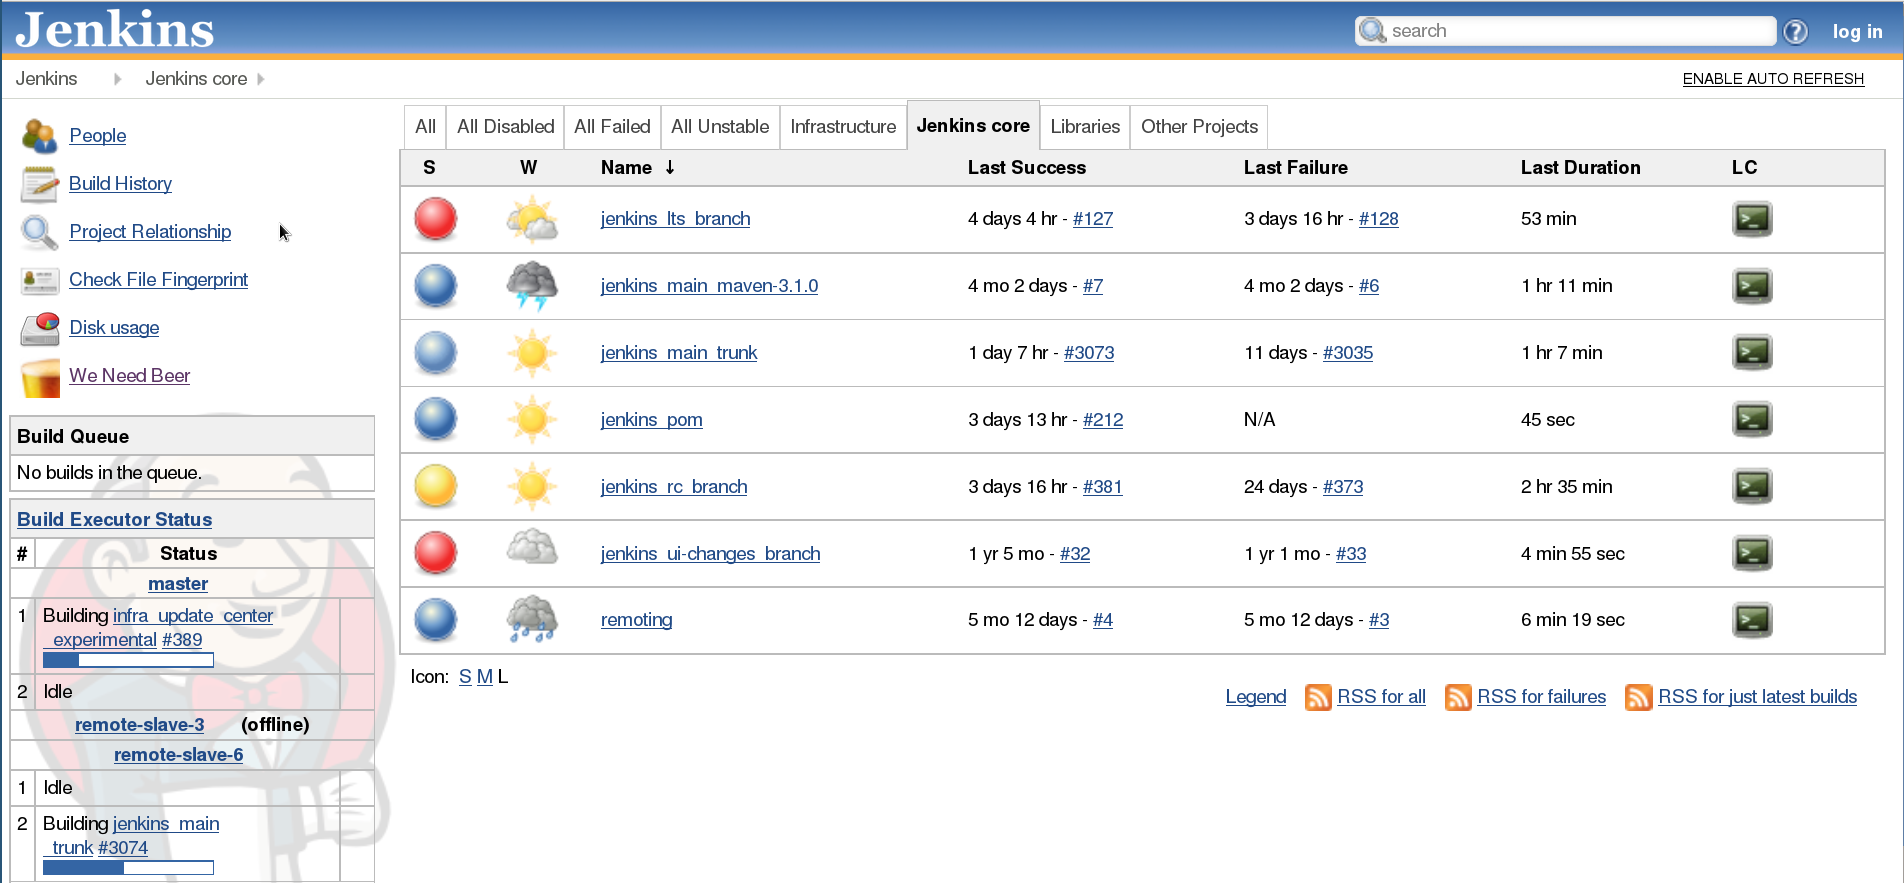 Jenkins
search
? log in
Jenkins Jenkins core
ENABLE AUTO REFRESH
People
Build History
Project Relationship
Check File Fingerprint
Disk usage
We Need Beer
Build Queue
No builds in the queue.
Build Executor Status
# Status
master
1 Building infra_update_center
_experimental #389
2 Idle
remote-slave-3 (offline)
remote-slave-6
1 Idle
2 Building jenkins_main
_trunk #3074
All All Disabled All Failed All Unstable Infrastructure Jenkins core Libraries Other Projects
S W Name ↓ Last Success Last Failure Last Duration LC
jenkins_lts_branch 4 days 4 hr - #127 3 days 16 hr - #128 53 min
jenkins_main_maven-3.1.0 4 mo 2 days - #7 4 mo 2 days - #6 1 hr 11 min
jenkins_main_trunk 1 day 7 hr - #3073 11 days - #3035 1 hr 7 min
jenkins_pom 3 days 13 hr - #212 N/A 45 sec
jenkins_rc_branch 3 days 16 hr - #381 24 days - #373 2 hr 35 min
jenkins_ui-changes_branch 1 yr 5 mo - #32 1 yr 1 mo - #33 4 min 55 sec
remoting 5 mo 12 days - #4 5 mo 12 days - #3 6 min 19 sec
Icon: S M L
Legend RSS for all RSS for failures RSS for just latest builds